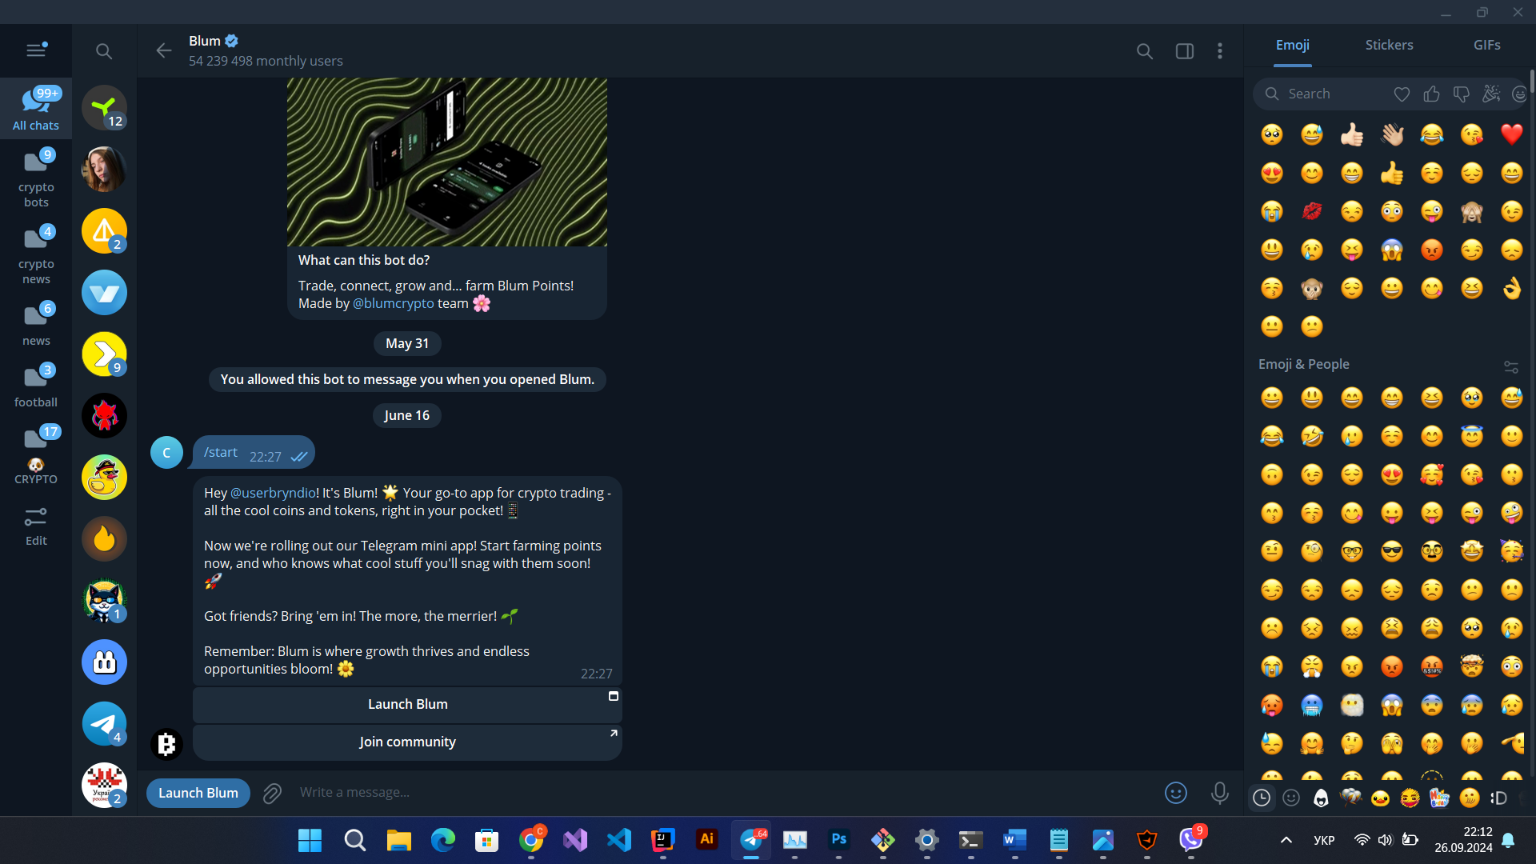 Blum
54 239 498 monthly users
Emoji
Stickers
GIFs
Search
99+
All chats
9
crypto
bots
4
crypto
news
6
news
3
football
17
CRYPTO
Edit
12
2
9
1
4
2
What can this bot do?
Trade, connect, grow and... farm Blum Points!
Made by @blumcrypto team 🌸
May 31
You allowed this bot to message you when you opened Blum.
June 16
C
/start 22:27
Hey @userbryndio! It's Blum! 🌟 Your go-to app for crypto trading -
all the cool coins and tokens, right in your pocket! 📱
Now we're rolling out our Telegram mini app! Start farming points
now, and who knows what cool stuff you'll snag with them soon!
🚀
Got friends? Bring 'em in! The more, the merrier! 🌱
Remember: Blum is where growth thrives and endless
opportunities bloom! 🌼
22:27
Launch Blum
Join community
Launch Blum
Write a message...
Emoji & People
:D
C
Ai
.64
Ps
W
9
УКР
22:12
26.09.2024